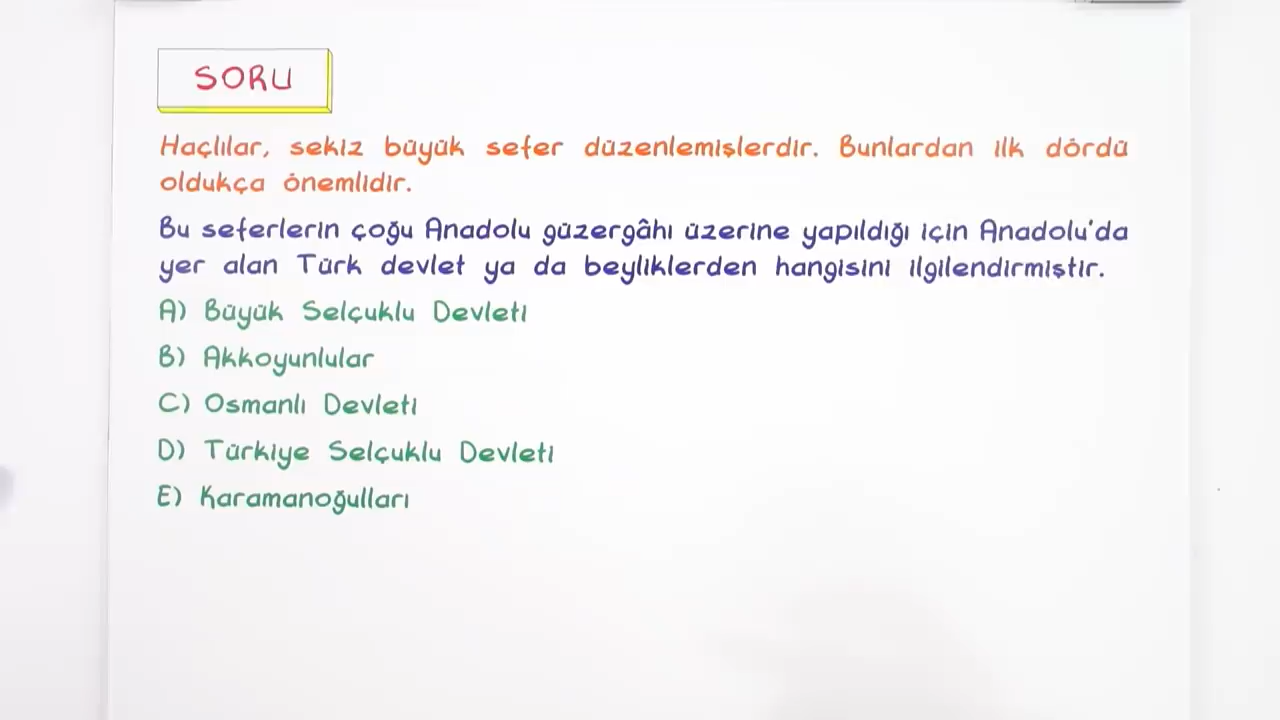 SORU
Haçlılar, sekiz büyük sefer düzenlemişlerdir. Bunlardan ilk dördü
oldukça önemlidir.
Bu seferlerin çoğu Anadolu güzergâhı üzerine yapıldığı için Anadolu'da
yer alan Türk devlet ya da beyliklerden hangisini ilgilendirmiştir.
A) Büyük Selçuklu Devleti
B) Akkoyunlular
C) Osmanlı Devleti
D) Türkiye Selçuklu Devleti
E) Karamanoğulları